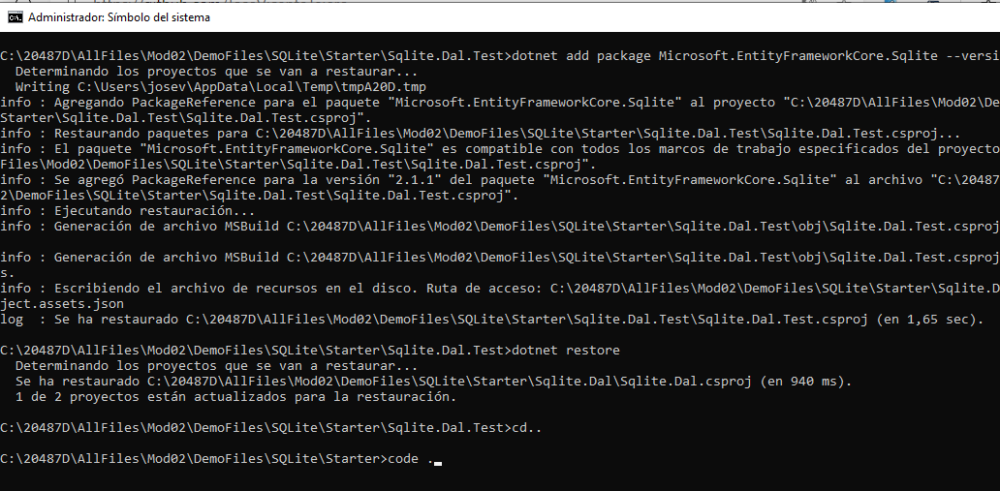 Administrador: Símbolo del sistema
C:\20487D\AllFiles\Mod02\DemoFiles\SQLite\Starter\Sqlite.Dal.Test>dotnet add package Microsoft.EntityFrameworkCore.Sqlite --versi
Determinando los proyectos que se van a restaurar...
Writing C:\Users\josev\AppData\Local\Temp\tmpA20D.tmp
info : Agregando PackageReference para el paquete "Microsoft.EntityFrameworkCore.Sqlite" al proyecto "C:\20487D\AllFiles\Mod02\De
Starter\Sqlite.Dal.Test\Sqlite.Dal.Test.csproj".
info : Restaurando paquetes para C:\20487D\AllFiles\Mod02\DemoFiles\SQLite\Starter\Sqlite.Dal.Test\Sqlite.Dal.Test.csproj...
info : El paquete "Microsoft.EntityFrameworkCore.Sqlite" es compatible con todos los marcos de trabajo especificados del proyecto
Files\Mod02\DemoFiles\SQLite\Starter\Sqlite.Dal.Test\Sqlite.Dal.Test.csproj".
info : Se agregó PackageReference para la versión "2.1.1" del paquete "Microsoft.EntityFrameworkCore.Sqlite" al archivo "C:\20487
2\DemoFiles\SQLite\Starter\Sqlite.Dal.Test\Sqlite.Dal.Test.csproj".
info : Ejecutando restauración...
info : Generación de archivo MSBuild C:\20487D\AllFiles\Mod02\DemoFiles\SQLite\Starter\Sqlite.Dal.Test\obj\Sqlite.Dal.Test.csproj
info : Generación de archivo MSBuild C:\20487D\AllFiles\Mod02\DemoFiles\SQLite\Starter\Sqlite.Dal.Test\obj\Sqlite.Dal.Test.csproj
s.
info : Escribiendo el archivo de recursos en el disco. Ruta de acceso: C:\20487D\AllFiles\Mod02\DemoFiles\SQLite\Starter\Sqlite.D
ject.assets.json
log  : Se ha restaurado C:\20487D\AllFiles\Mod02\DemoFiles\SQLite\Starter\Sqlite.Dal.Test\Sqlite.Dal.Test.csproj (en 1,65 sec).
C:\20487D\AllFiles\Mod02\DemoFiles\SQLite\Starter\Sqlite.Dal.Test>dotnet restore
Determinando los proyectos que se van a restaurar...
Se ha restaurado C:\20487D\AllFiles\Mod02\DemoFiles\SQLite\Starter\Sqlite.Dal\Sqlite.Dal.csproj (en 940 ms).
1 de 2 proyectos están actualizados para la restauración.
C:\20487D\AllFiles\Mod02\DemoFiles\SQLite\Starter\Sqlite.Dal.Test>cd..
C:\20487D\AllFiles\Mod02\DemoFiles\SQLite\Starter>code .